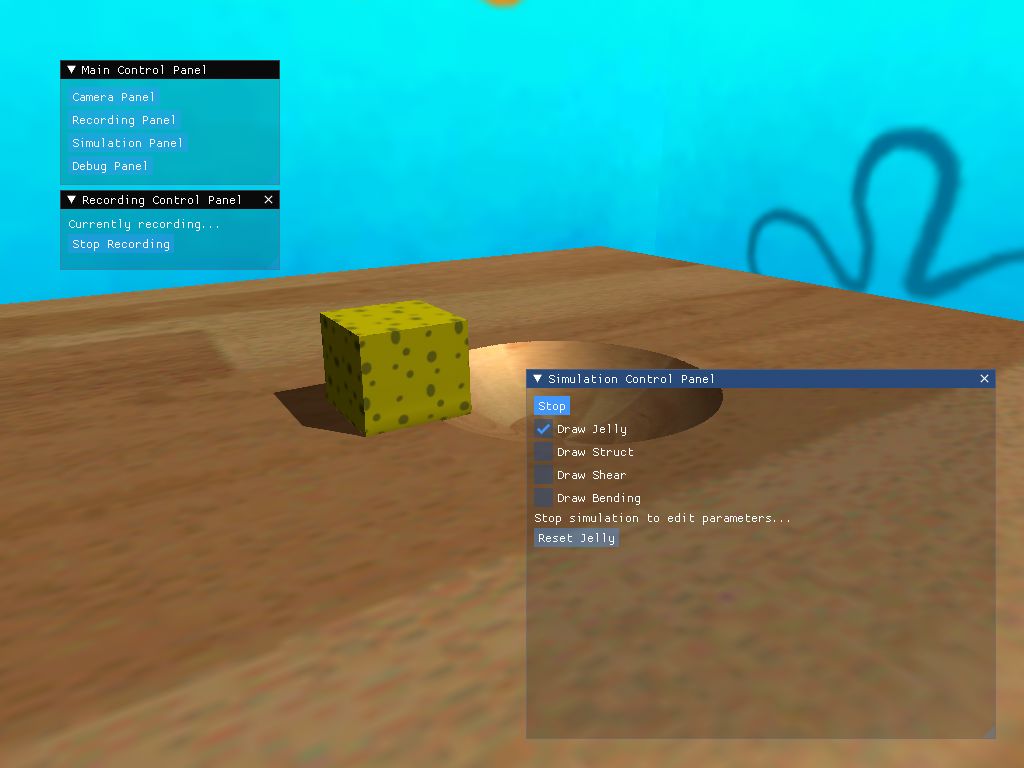 Main Control Panel
Camera Panel
Recording Panel
Simulation Panel
Debug Panel
Recording Control Panel
Currently recording...
Stop Recording
Simulation Control Panel
Stop
Draw Jelly
Draw Struct
Draw Shear
Draw Bending
Stop simulation to edit parameters...
Reset Jelly